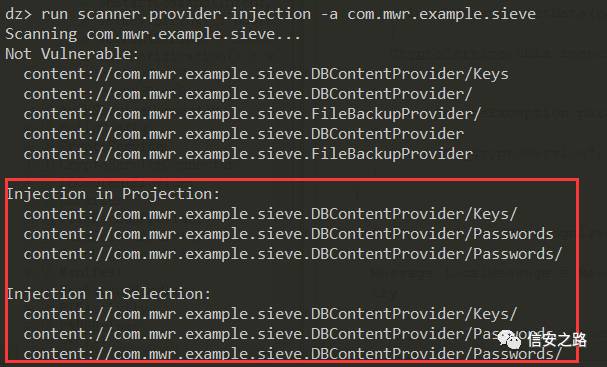 dz> run scanner.provider.injection -a com.mwr.example.sieve
Scanning com.mwr.example.sieve...
Not Vulnerable:
content://com.mwr.example.sieve.DBContentProvider/Keys
content://com.mwr.example.sieve.DBContentProvider/
content://com.mwr.example.sieve.FileBackupProvider/
content://com.mwr.example.sieve.DBContentProvider
content://com.mwr.example.sieve.FileBackupProvider
Injection in Projection:
content://com.mwr.example.sieve.DBContentProvider/Keys/
content://com.mwr.example.sieve.DBContentProvider/Passwords
content://com.mwr.example.sieve.DBContentProvider/Passwords/
Injection in Selection:
content://com.mwr.example.sieve.DBContentProvider/Keys/
content://com.mwr.example.sieve.DBContentProvider/Passwords
content://com.mwr.example.sieve.DBContentProvider/Passwords/
信安之路